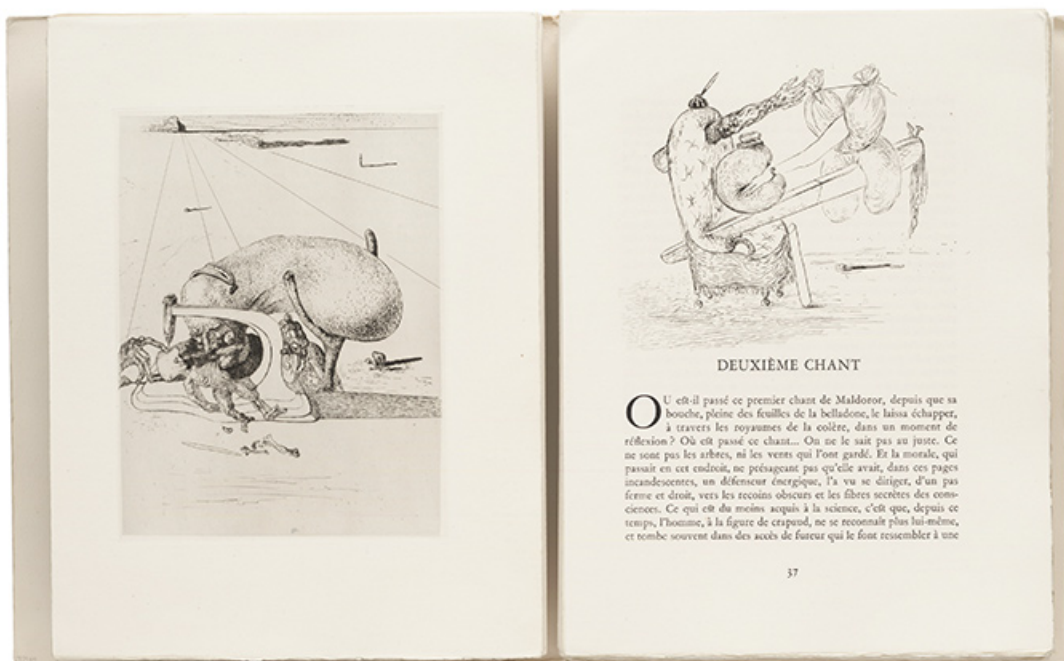 DEUXIÈME CHANT
OU est-il passé ce premier chant de Maldoror, depuis que sa
bouche, pleine des feuilles de la belladone, le laissa échapper,
à travers les royaumes de la colère, dans un moment de
réflexion ? Où est passé ce chant... On ne le sait pas au juste. Ce
ne sont pas les arbres, ni les vents qui l'ont gardé. Et la morale, qui
passait en cet endroit, ne présageant pas qu'elle avait, dans ces pages
incandescentes, un défenseur énergique, l'a vu se diriger, d'un pas
ferme et droit, vers les recoins obscurs et les fibres secrètes des cons-
ciences. Ce qui est du moins acquis à la science, c'est que, depuis ce
temps, l'homme, à la figure de crapaud, ne se reconnaît plus lui-même,
et tombe souvent dans des accès de fureur qui le font ressembler à une
37